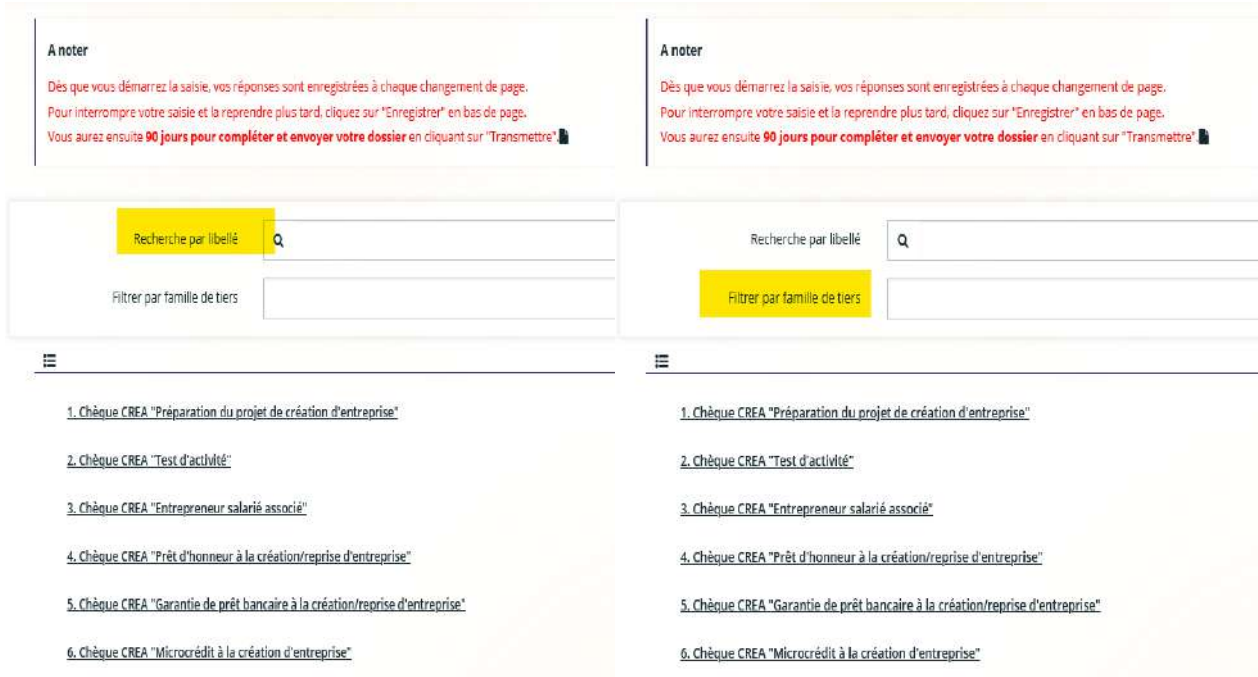 A noter
Dès que vous démarrez la saisie, vos réponses sont enregistrées à chaque changement de page.
Pour interrompre votre saisie et la reprendre plus tard, cliquez sur "Enregistrer" en bas de page.
Vous aurez ensuite 90 jours pour compléter et envoyer votre dossier en cliquant sur "Transmettre".
Recherche par libellé
Filtrer par famille de tiers
1. Chèque CREA "Préparation du projet de création d'entreprise"
2. Chèque CREA "Test d'activité"
3. Chèque CREA "Entrepreneur salarié associé"
4. Chèque CREA "Prêt d'honneur à la création/reprise d'entreprise"
5. Chèque CREA "Garantie de prêt bancaire à la création/reprise d'entreprise"
6. Chèque CREA "Microcrédit à la création d'entreprise"
A noter
Dès que vous démarrez la saisie, vos réponses sont enregistrées à chaque changement de page.
Pour interrompre votre saisie et la reprendre plus tard, cliquez sur "Enregistrer" en bas de page.
Vous aurez ensuite 90 jours pour compléter et envoyer votre dossier en cliquant sur "Transmettre".
Recherche par libellé
Filtrer par famille de tiers
1. Chèque CREA "Préparation du projet de création d'entreprise"
2. Chèque CREA "Test d'activité"
3. Chèque CREA "Entrepreneur salarié associé"
4. Chèque CREA "Prêt d'honneur à la création/reprise d'entreprise"
5. Chèque CREA "Garantie de prêt bancaire à la création/reprise d'entreprise"
6. Chèque CREA "Microcrédit à la création d'entreprise"